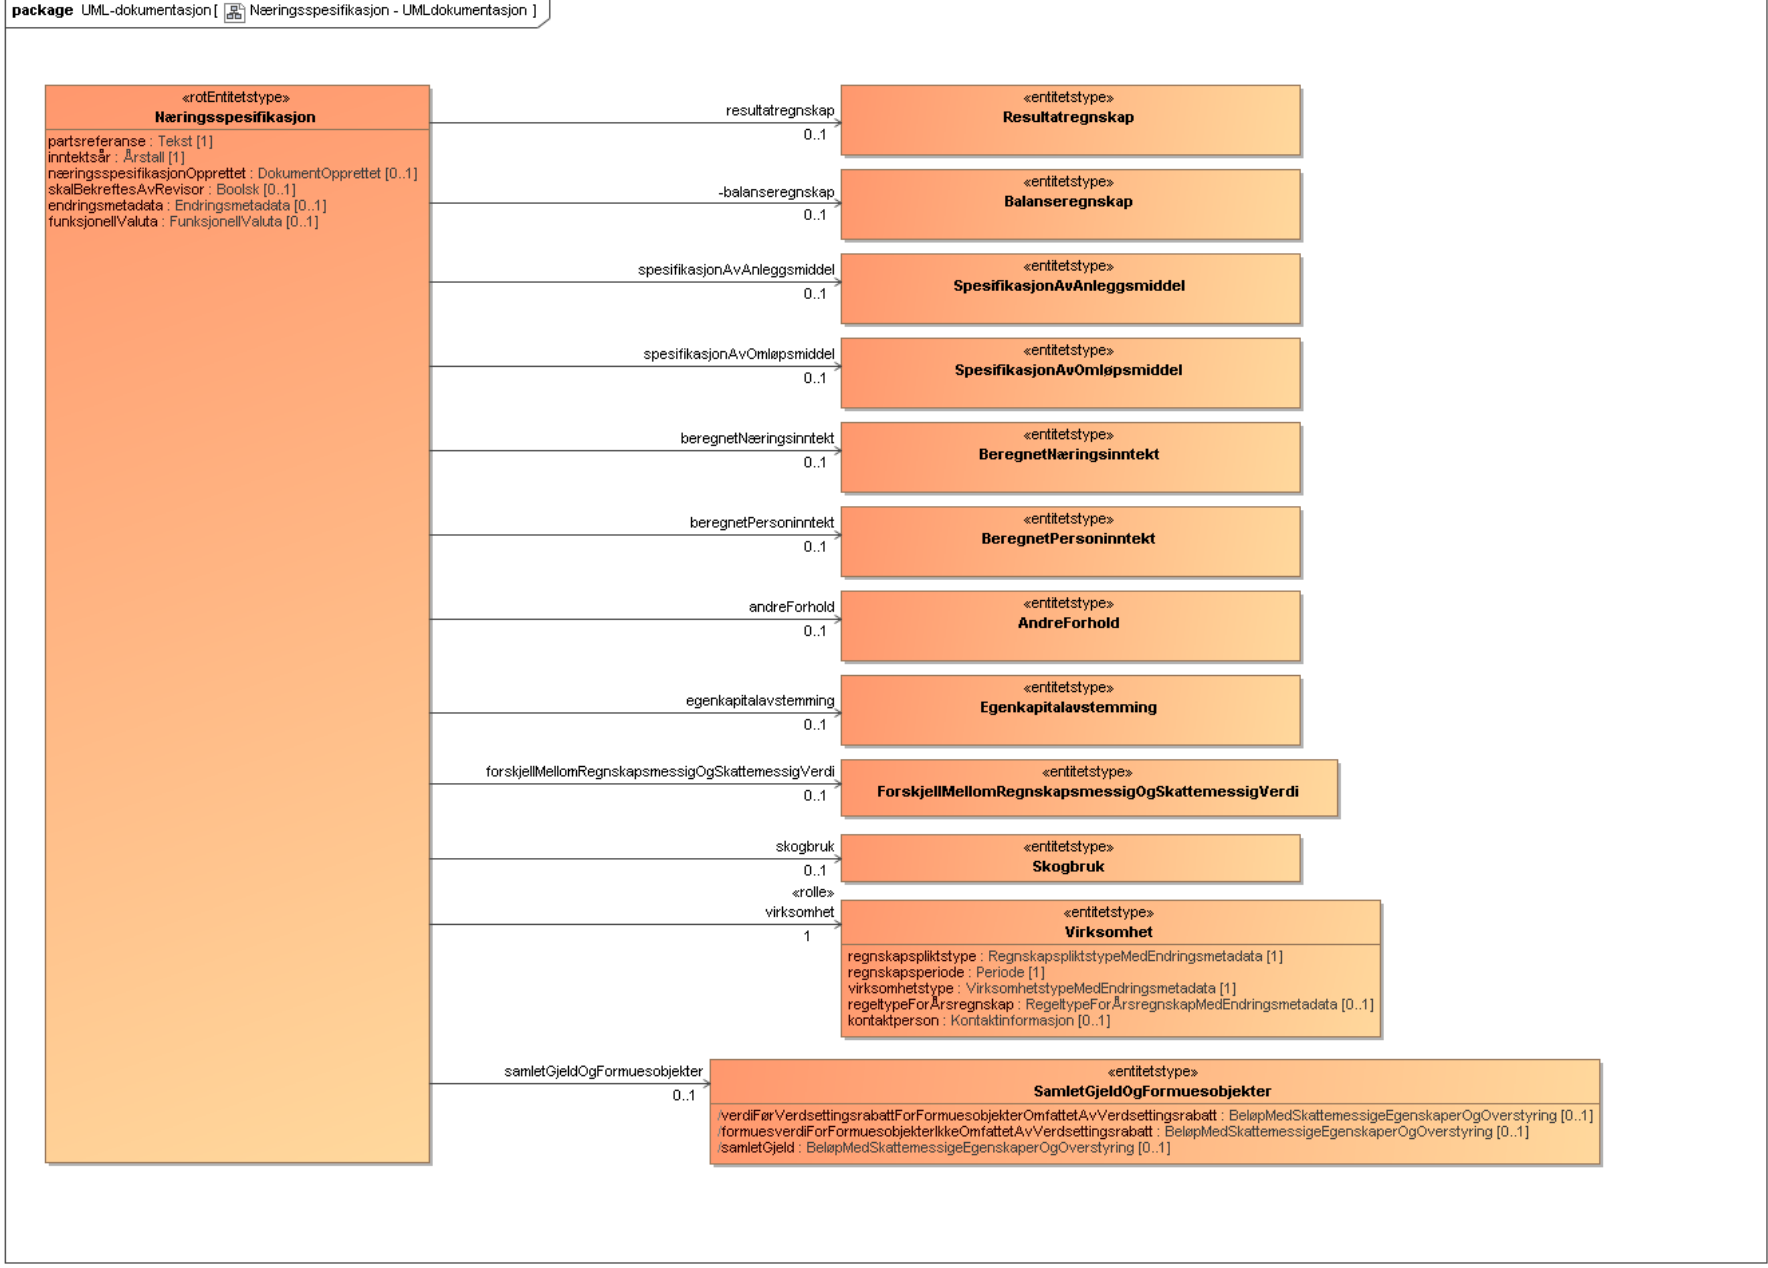 package UML-dokumentasjon[ Næringsspesifikasjon - UMLdokumentasjon ]
«rotEntitetstype»
Næringsspesifikasjon
partsreferanse : Tekst [1]
inntektsår : Årstall [1]
næringsspesifikasjonOpprettet : DokumentOpprettet [0..1]
skalBekreftesAvRevisor : Boolsk [0..1]
endringsmetadata : Endringsmetadata [0..1]
funksjonellValuta : FunksjonellValuta [0..1]
resultatregnskap
0..1
«entitetstype»
Resultatregnskap
-balanseregnskap
0..1
«entitetstype»
Balanseregnskap
spesifikasjonAvAnleggsmiddel
0..1
«entitetstype»
SpesifikasjonAvAnleggsmiddel
spesifikasjonAvOmløpsmiddel
0..1
«entitetstype»
SpesifikasjonAvOmløpsmiddel
beregnetNæringsinntekt
0..1
«entitetstype»
BeregnetNæringsinntekt
beregnetPersoninntekt
0..1
«entitetstype»
BeregnetPersoninntekt
andreForhold
0..1
«entitetstype»
AndreForhold
egenkapitalavstemming
0..1
«entitetstype»
Egenkapitalavstemming
forskjellMellomRegnskapsmessigOgSkattemessigVerdi
0..1
«entitetstype»
ForskjellMellomRegnskapsmessigOgSkattemessigVerdi
skogbruk
0..1
«entitetstype»
Skogbruk
«rolle»
virksomhet
1
«entitetstype»
Virksomhet
regnskapspliktstype : RegnskapspliktstypeMedEndringsmetadata [1]
regnskapsperiode : Periode [1]
virksomhetstype : VirksomhetstypeMedEndringsmetadata [1]
regeltypeForÅrsregnskap : RegeltypeForÅrsregnskapMedEndringsmetadata [0..1]
kontaktperson : Kontaktinformasjon [0..1]
samletGjeldOgFormuesobjekter
0..1
«entitetstype»
SamletGjeldOgFormuesobjekter
/verdiFørVerdsettingsrabattForFormuesobjekterOmfattetAvVerdsettingsrabatt : BeløpMedSkattemessigeEgenskaperOgOverstyring [0..1]
/formuesverdiForFormuesobjekterIkkeOmfattetAvVerdsettingsrabatt : BeløpMedSkattemessigeEgenskaperOgOverstyring [0..1]
/samletGjeld : BeløpMedSkattemessigeEgenskaperOgOverstyring [0..1]